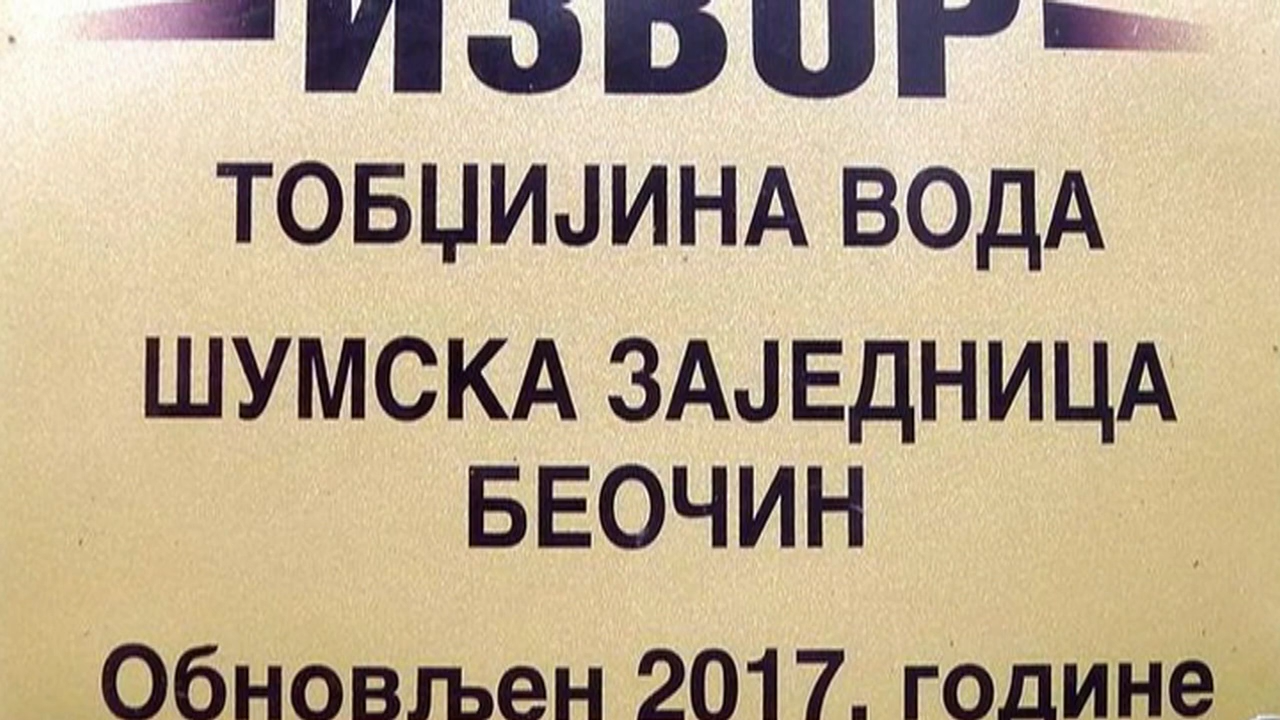 ИЗВОР
ТОБЏИЈИНА ВОДА
ШУМСКА ЗАЈЕДНИЦА
БЕОЧИН
Обновљен 2017. године